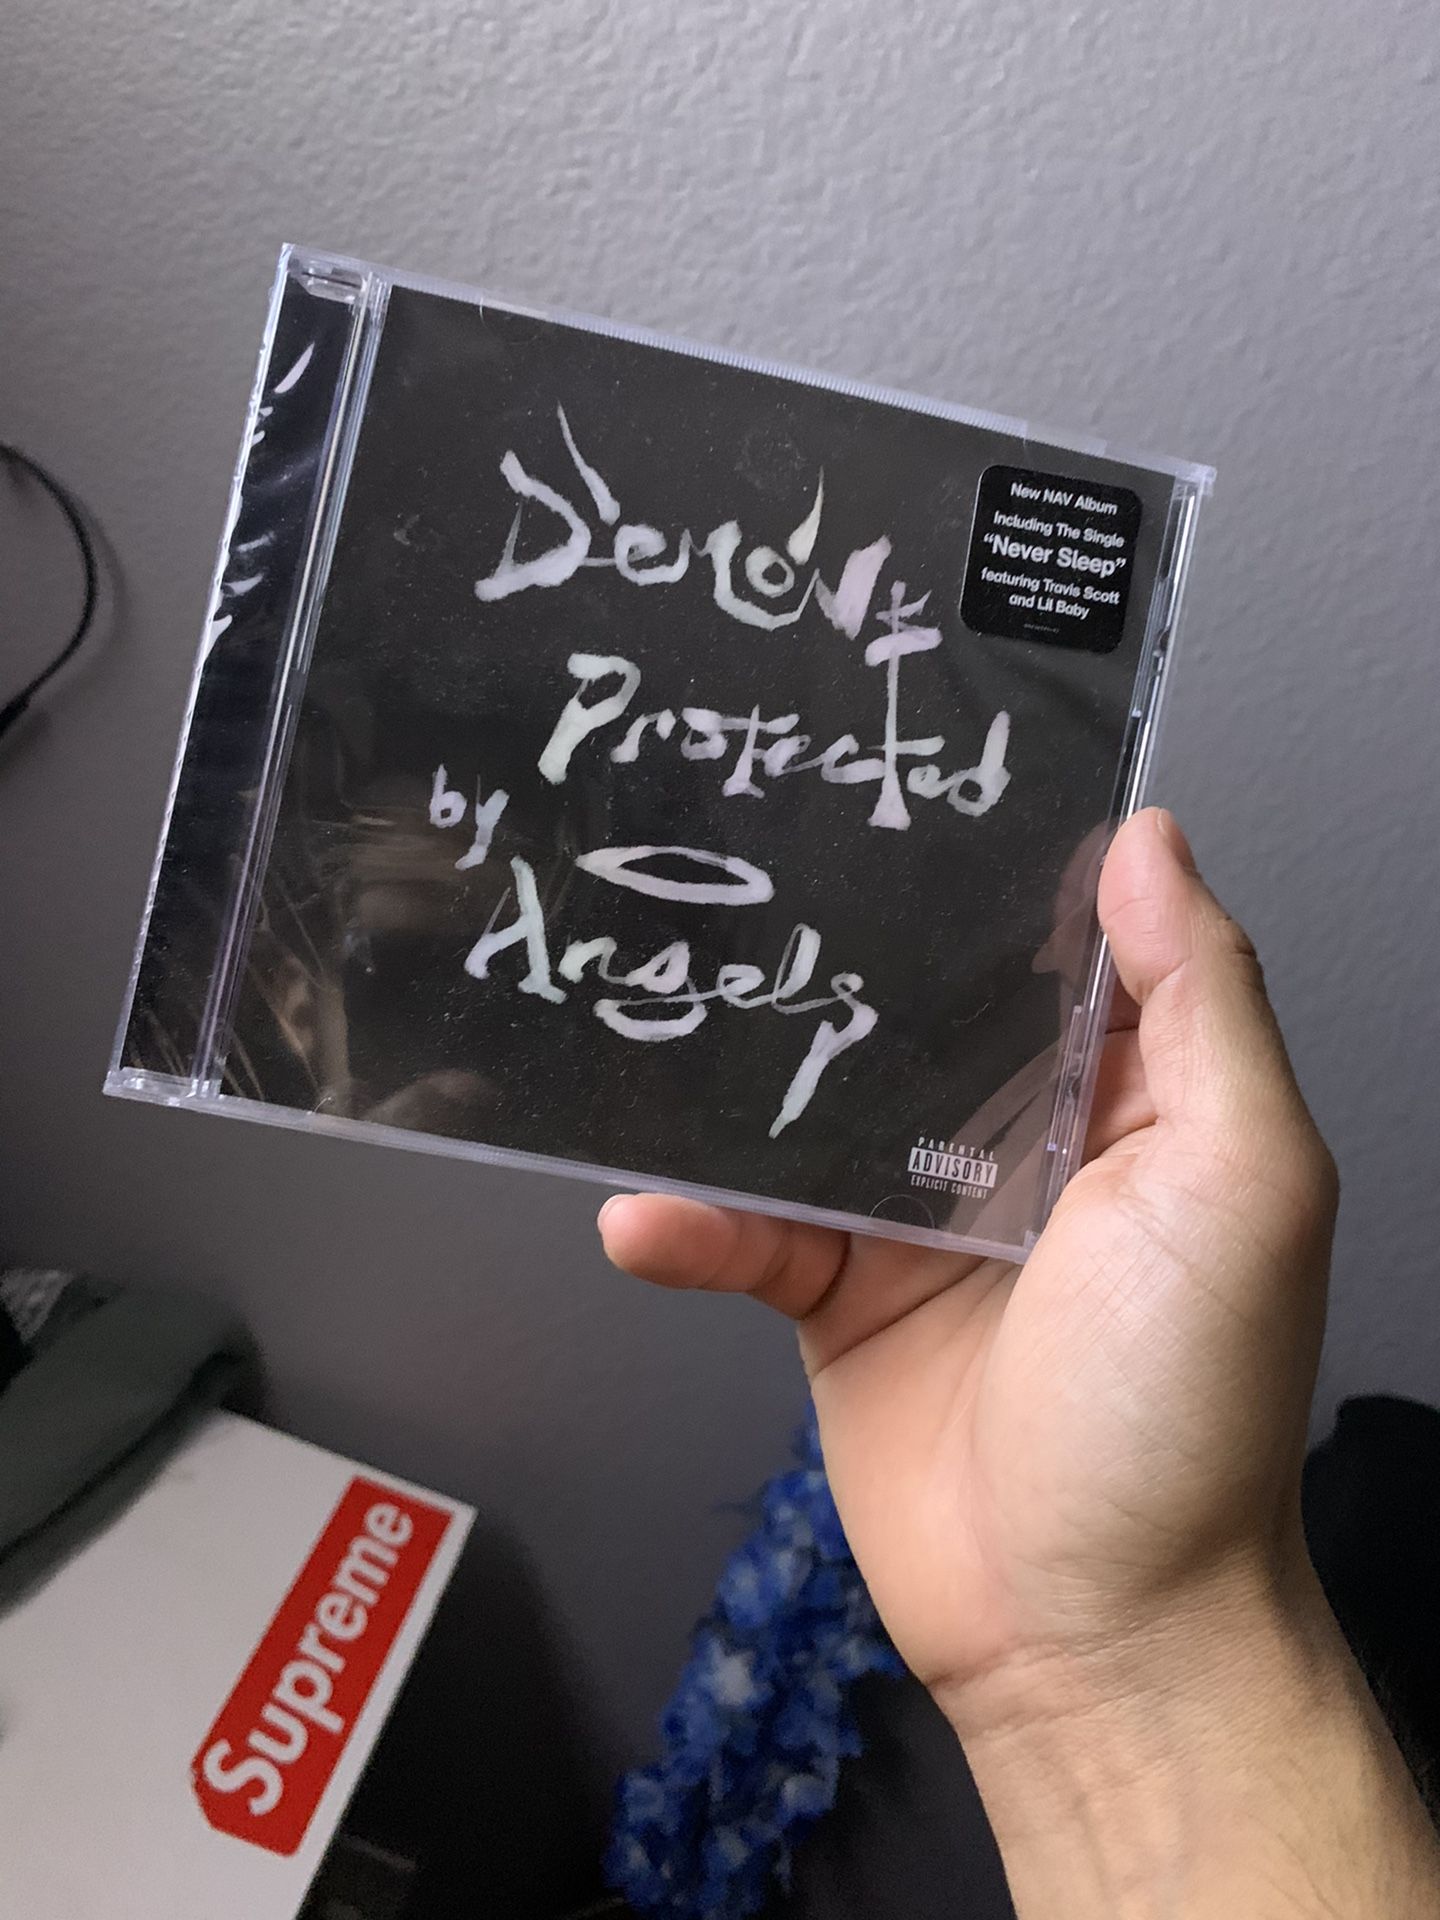 Demons
Protected
by
Angels
New NAV Album
Including The Single
“Never Sleep”
featuring Travis Scott
and Lil Baby
PARENTAL
ADVISORY
EXPLICIT CONTENT
Supreme